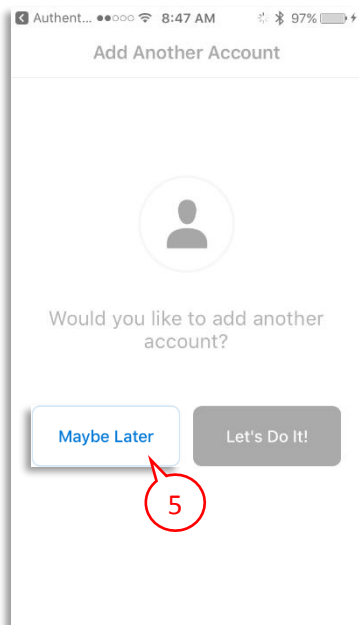 Authent... 8:47 AM 97%
Add Another Account
Would you like to add another
account?
Maybe Later Let's Do It!
5